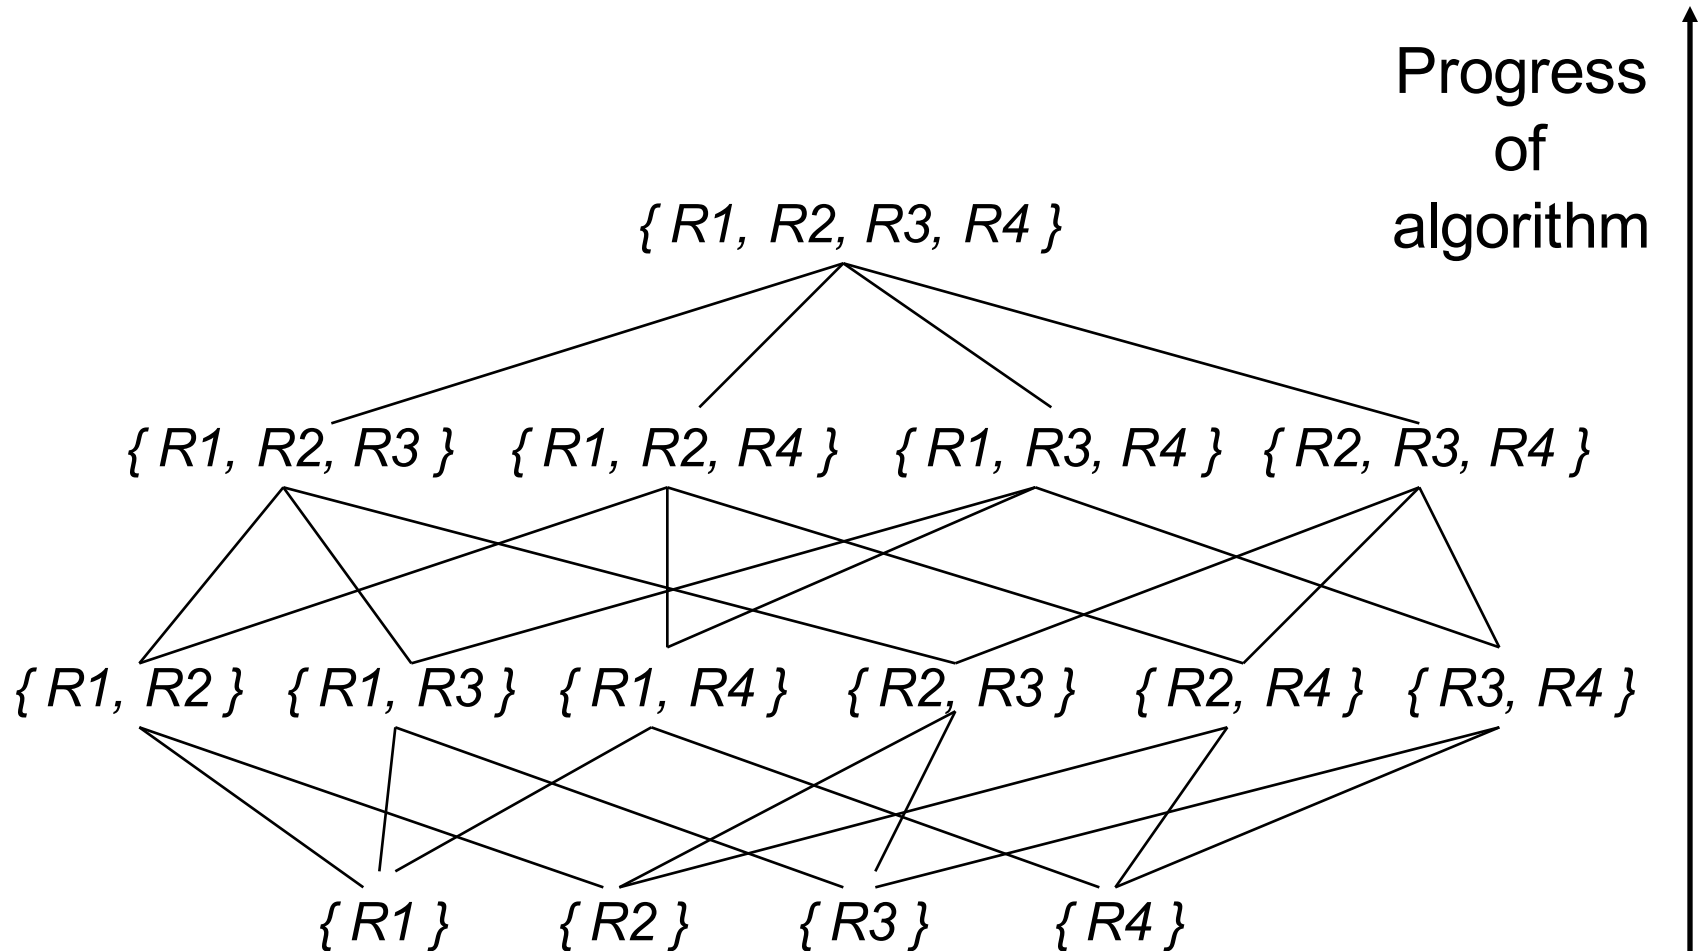 Progress
of
algorithm
{ R1, R2, R3, R4 }
{ R1, R2, R3 } { R1, R2, R4 } { R1, R3, R4 } { R2, R3, R4 }
{ R1, R2 } { R1, R3 } { R1, R4 } { R2, R3 } { R2, R4 } { R3, R4 }
{ R1 } { R2 } { R3 } { R4 }